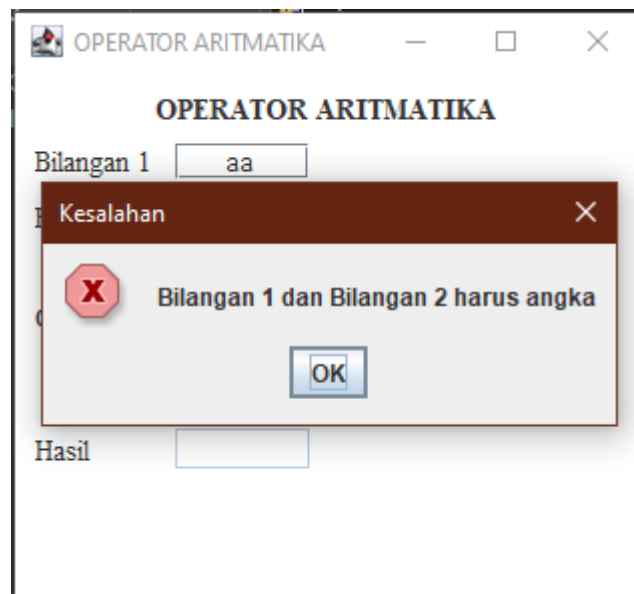 OPERATOR ARITMATIKA
OPERATOR ARITMATIKA
Bilangan 1 aa
Kesalahan
Bilangan 1 dan Bilangan 2 harus angka
OK
Hasil